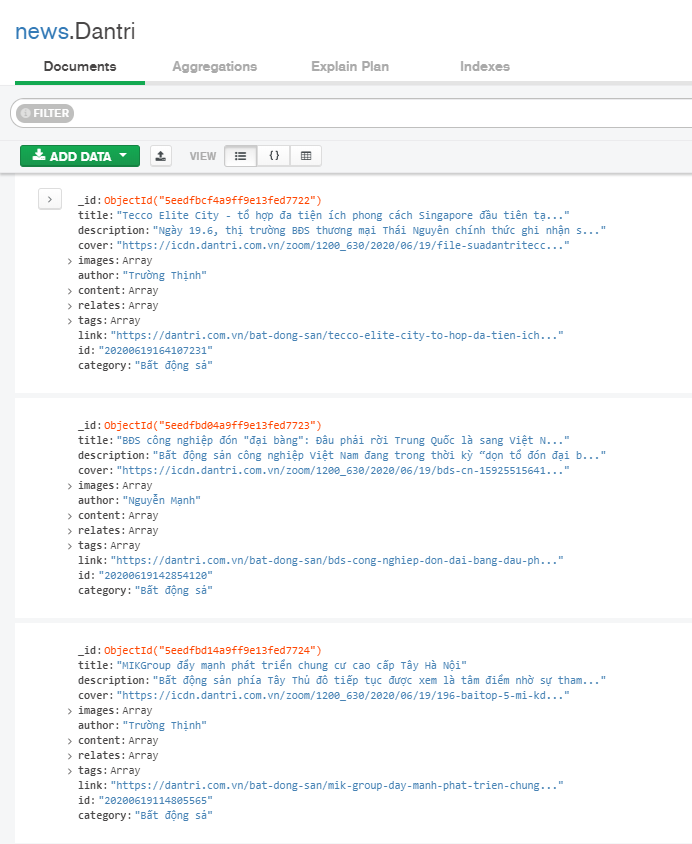 news.Dantri
Documents Aggregations Explain Plan Indexes
FILTER
ADD DATA VIEW { }
_id: ObjectId("5eedfbcf4a9ff9e13fed7722")
title: "Tecco Elite City - tổ hợp đa tiện ích phong cách Singapore đầu tiên tạ..."
description: "Ngày 19.6, thị trường BĐS thương mại Thái Nguyên chính thức ghi nhận s..."
cover: "https://icdn.dantri.com.vn/zoom/1200_630/2020/06/19/file-suadantritecc..."
images: Array
author: "Trường Thịnh"
content: Array
relates: Array
tags: Array
link: "https://dantri.com.vn/bat-dong-san/tecco-elite-city-to-hop-da-tien-ich..."
id: "20200619164107231"
category: "Bất động sả"
_id: ObjectId("5eedfbd04a9ff9e13fed7723")
title: "BĐS công nghiệp đón "đại bàng": Đâu phải rời Trung Quốc là sang Việt N..."
description: "Bất động sản công nghiệp Việt Nam đang trong thời kỳ “dọn tổ đón đại b..."
cover: "https://icdn.dantri.com.vn/zoom/1200_630/2020/06/19/bds-cn-15925515641..."
images: Array
author: "Nguyễn Mạnh"
content: Array
relates: Array
tags: Array
link: "https://dantri.com.vn/bat-dong-san/bds-cong-nghiep-don-dai-bang-dau-ph..."
id: "20200619142854120"
category: "Bất động sả"
_id: ObjectId("5eedfbd14a9ff9e13fed7724")
title: "MIKGroup đẩy mạnh phát triển chung cư cao cấp Tây Hà Nội"
description: "Bất động sản phía Tây Thủ đô tiếp tục được xem là tâm điểm nhờ sự tham..."
cover: "https://icdn.dantri.com.vn/zoom/1200_630/2020/06/19/196-baitop-5-mi-kd..."
images: Array
author: "Trường Thịnh"
content: Array
relates: Array
tags: Array
link: "https://dantri.com.vn/bat-dong-san/mik-group-day-manh-phat-trien-chung..."
id: "20200619114805565"
category: "Bất động sả"